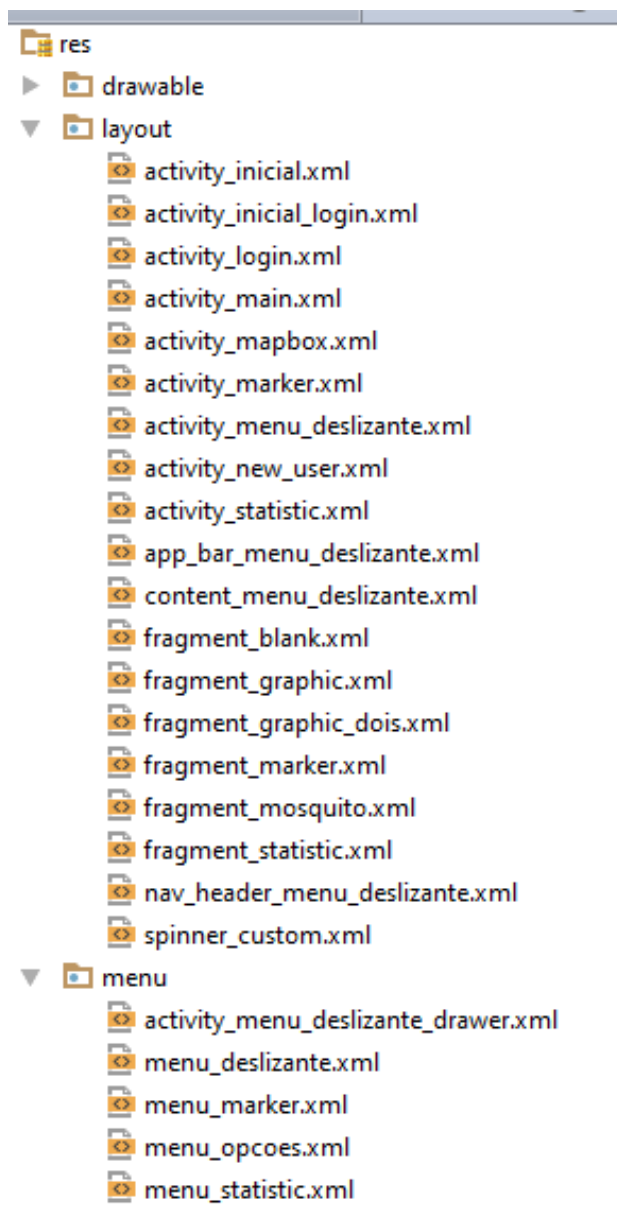 res
drawable
layout
activity_inicial.xml
activity_inicial_login.xml
activity_login.xml
activity_main.xml
activity_mapbox.xml
activity_marker.xml
activity_menu_deslizante.xml
activity_new_user.xml
activity_statistic.xml
app_bar_menu_deslizante.xml
content_menu_deslizante.xml
fragment_blank.xml
fragment_graphic.xml
fragment_graphic_dois.xml
fragment_marker.xml
fragment_mosquito.xml
fragment_statistic.xml
nav_header_menu_deslizante.xml
spinner_custom.xml
menu
activity_menu_deslizante_drawer.xml
menu_deslizante.xml
menu_marker.xml
menu_opcoes.xml
menu_statistic.xml